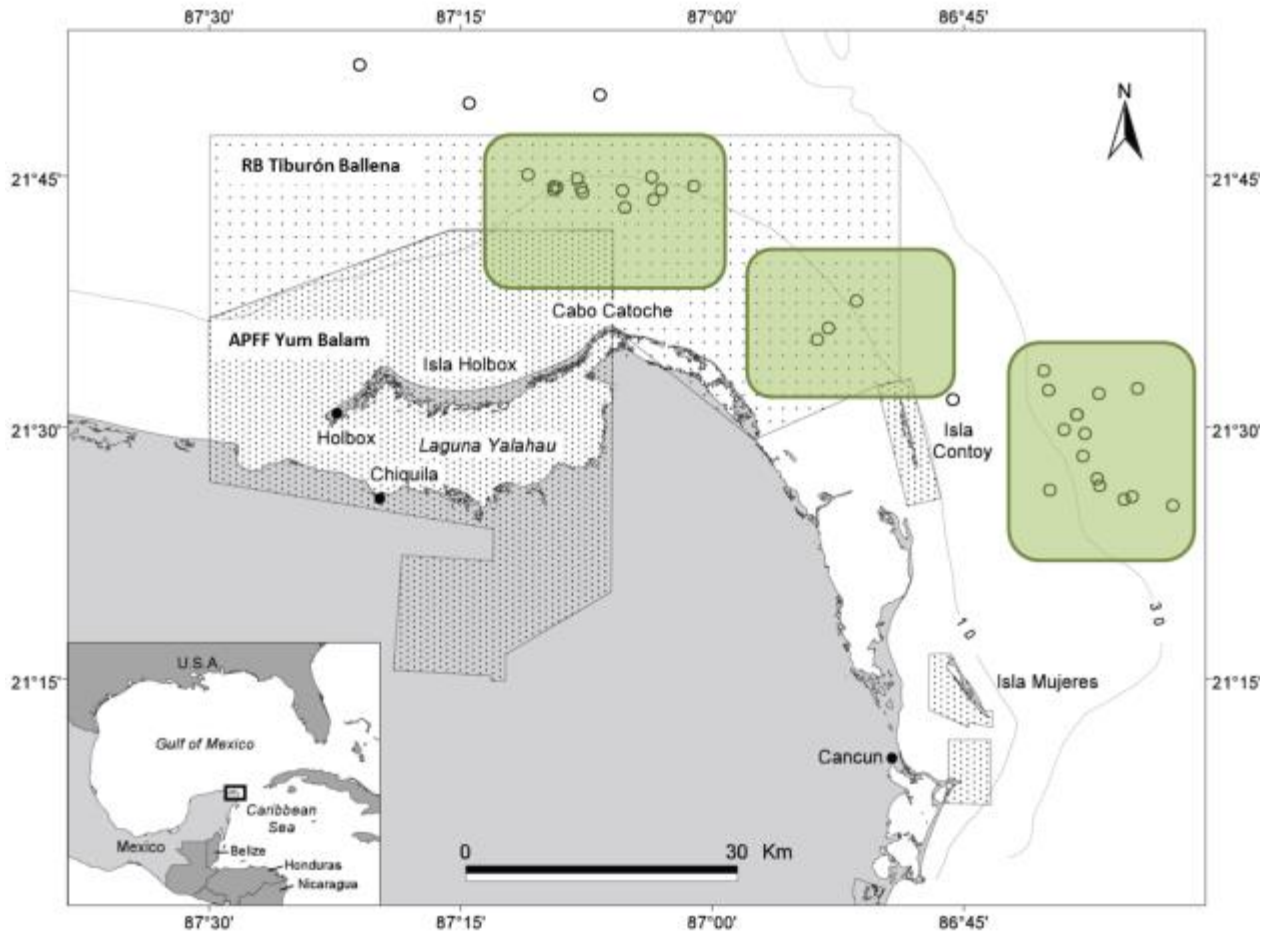 87°30'
87°15'
87°00'
86°45'
N
RB Tiburón Ballena
21°45'
21°45'
Cabo Catoche
APFF Yum Balam
Isla Holbox
Isla
Contoy
21°30'
21°30'
Holbox
Laguna Yalahau
Chiquila
10
30
21°15'
21°15'
Isla Mujeres
U.S.A.
Gulf of Mexico
Cancun
Caribbean
Sea
Mexico
Belize
Honduras
Nicaragua
0
30 Km
87°30'
87°15'
87°00'
86°45'